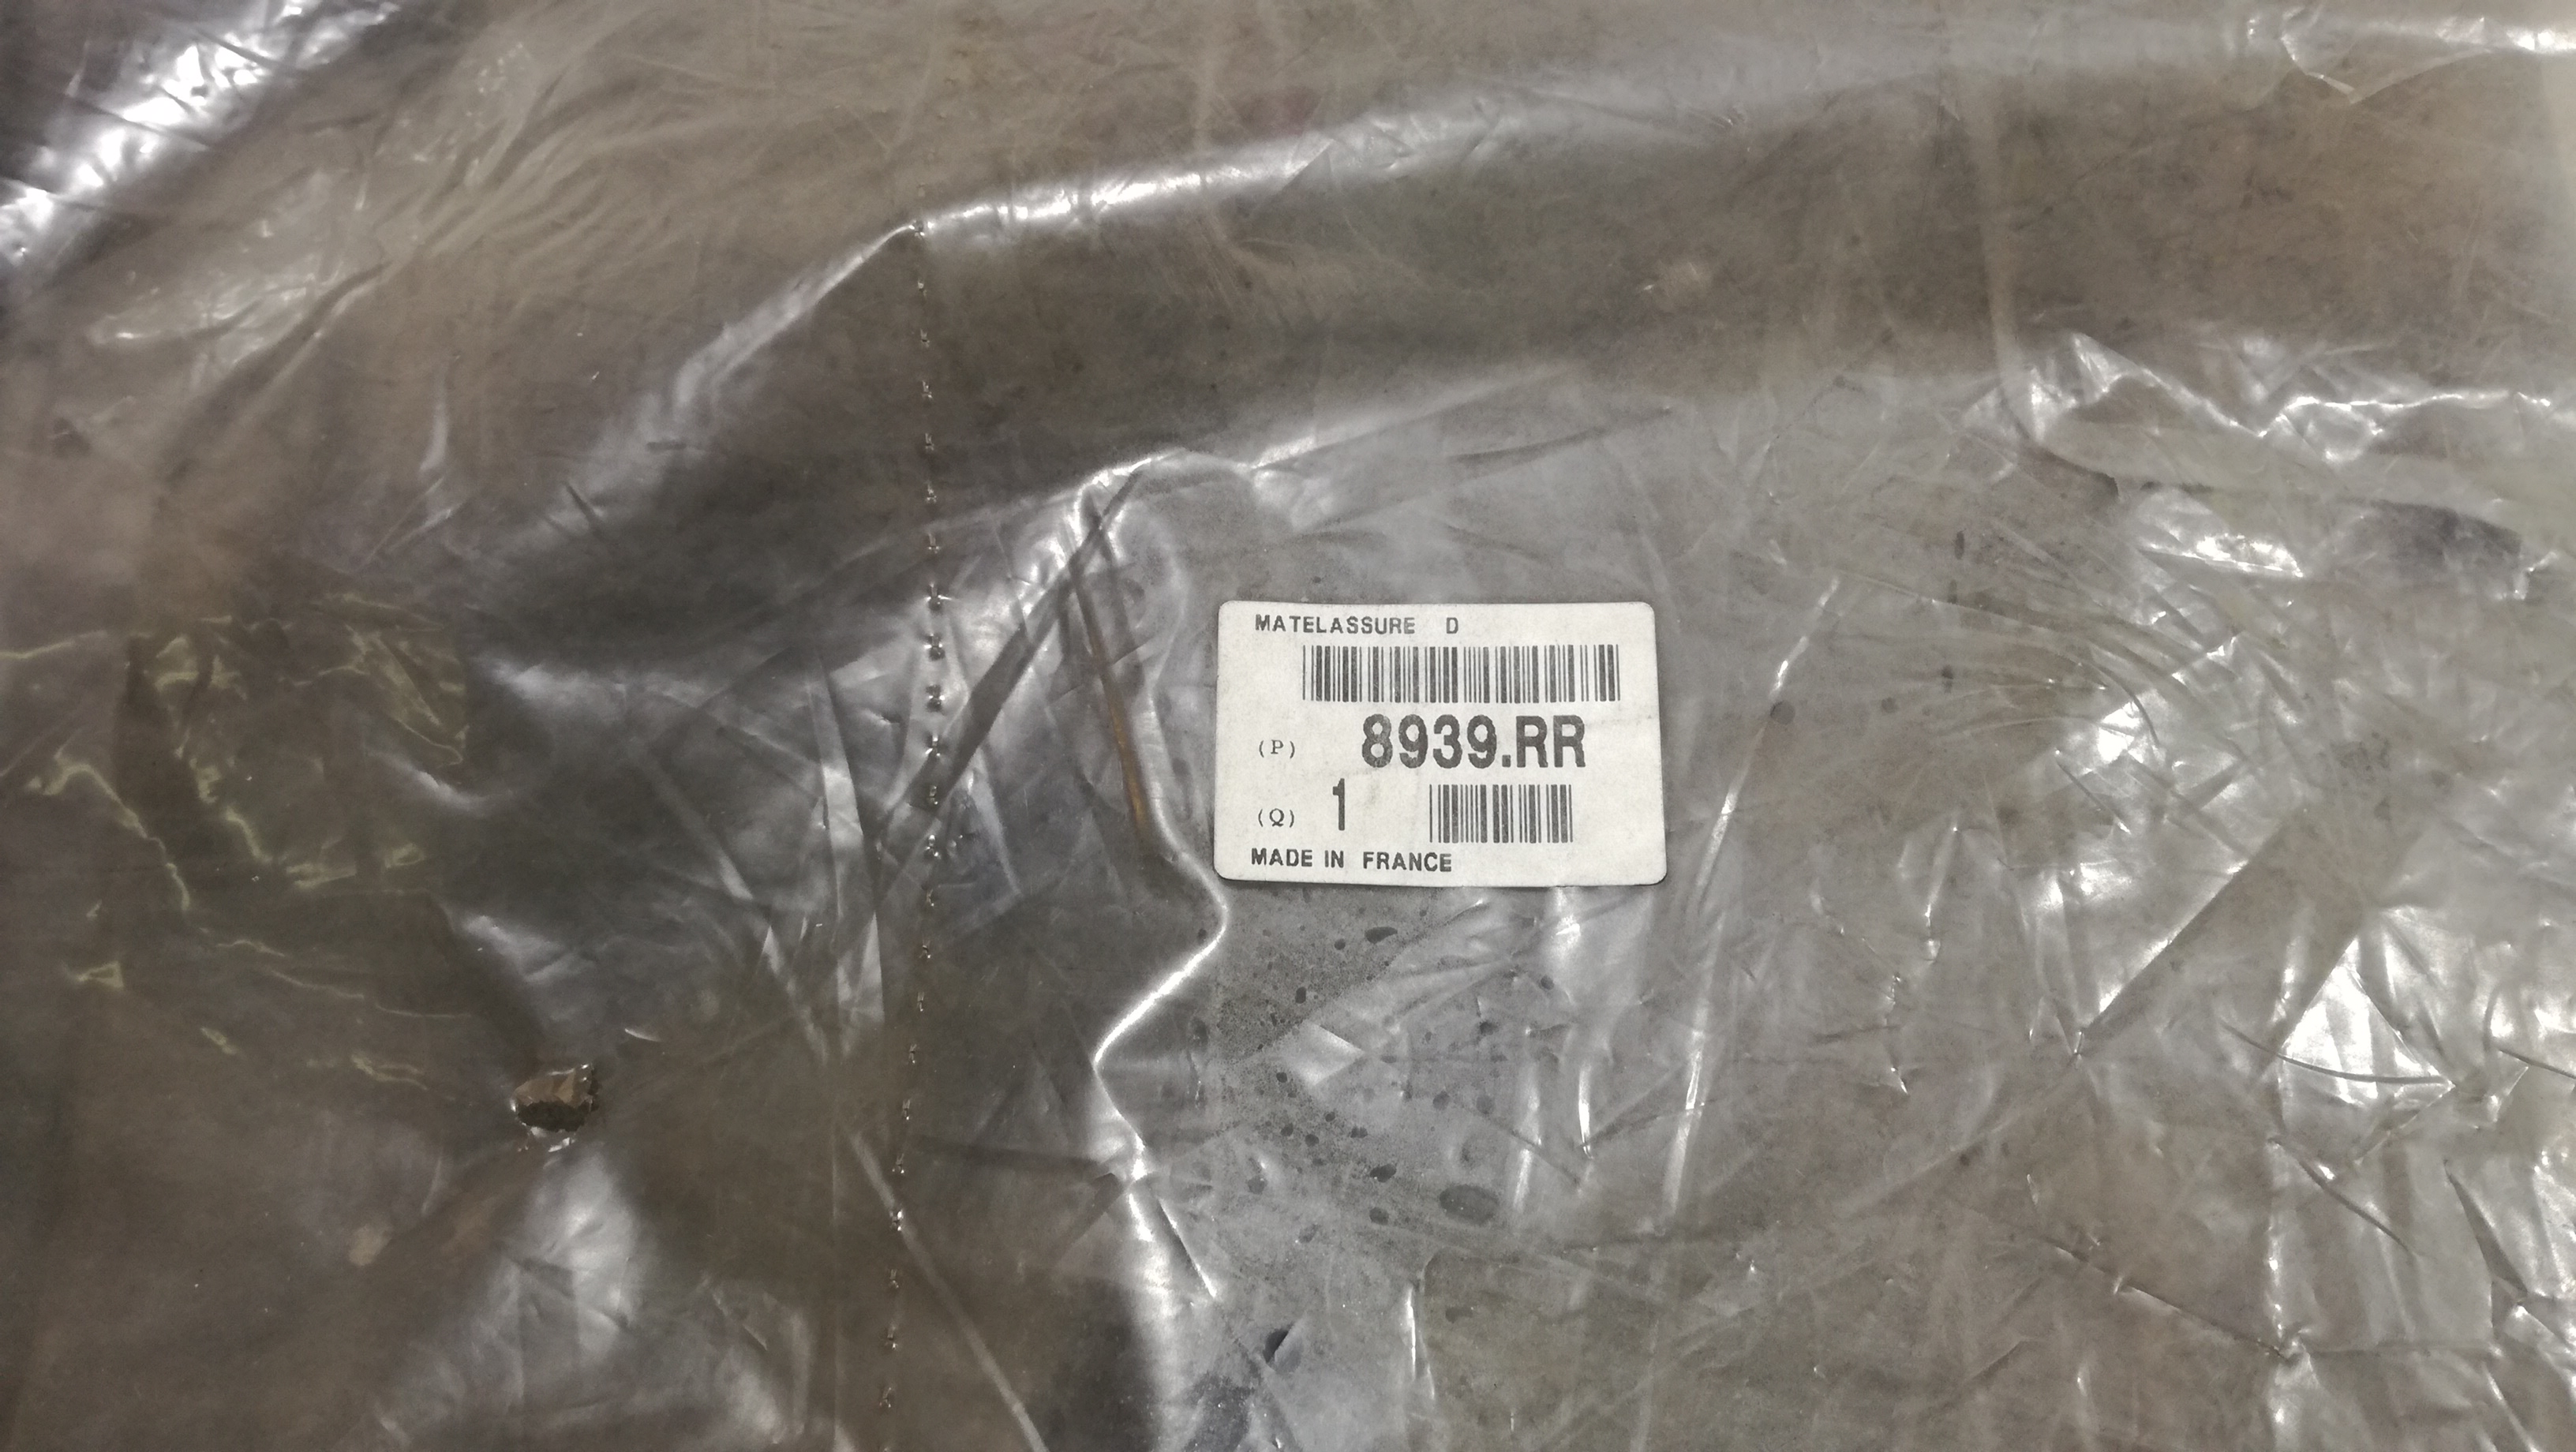 MATELASSURE D
(P) 8939.RR
(Q) 1
MADE IN FRANCE